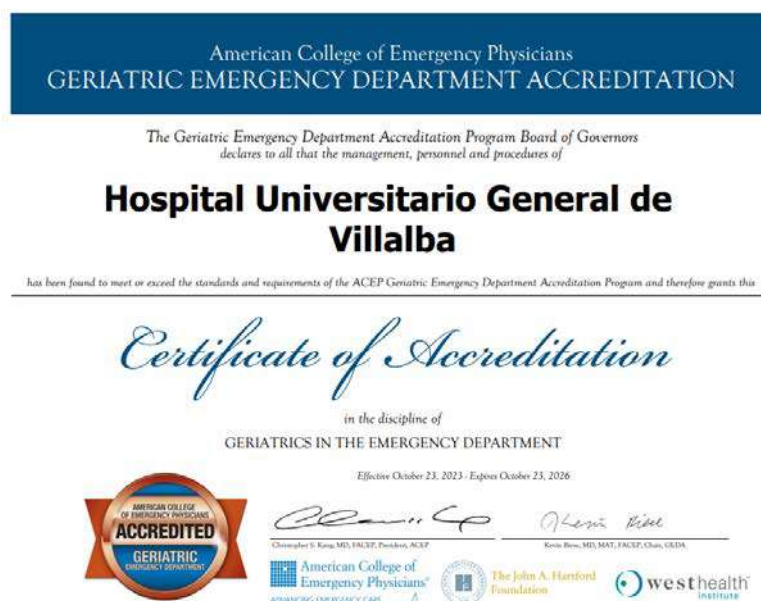 American College of Emergency Physicians
GERIATRIC EMERGENCY DEPARTMENT ACCREDITATION
The Geriatric Emergency Department Accreditation Program Board of Governors
declares to all that the management, personnel and procedures of
Hospital Universitario General de
Villalba
has been found to meet or exceed the standards and requirements of the ACEP Geriatric Emergency Department Accreditation Program and therefore grants this
Certificate of Accreditation
in the discipline of
GERIATRICS IN THE EMERGENCY DEPARTMENT
Effective October 23, 2023 - Expires October 23, 2026
AMERICAN COLLEGE
OF EMERGENCY PHYSICIANS
ACCREDITED
GERIATRIC
EMERGENCY DEPARTMENT
Christopher S. Kang, MD, FACEP, President, ACEP
Kevin Biese, MD, MAT, FACEP, Chair, GEDA
American College of
Emergency Physicians®
ADVANCING EMERGENCY CARE
The John A. Hartford
Foundation
westhealth
institute